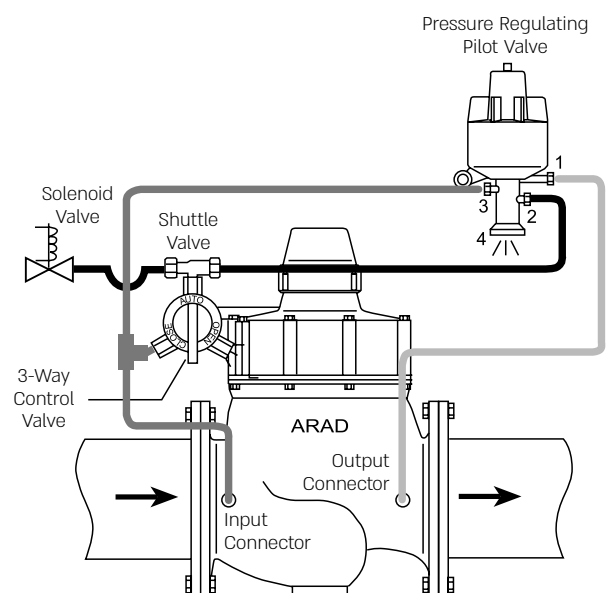 Pressure Regulating
Pilot Valve
1
3
2
4
Solenoid
Valve
Shuttle
Valve
AUTO
CLOSE
OPEN
3-Way
Control
Valve
ARAD
Output
Connector
Input
Connector